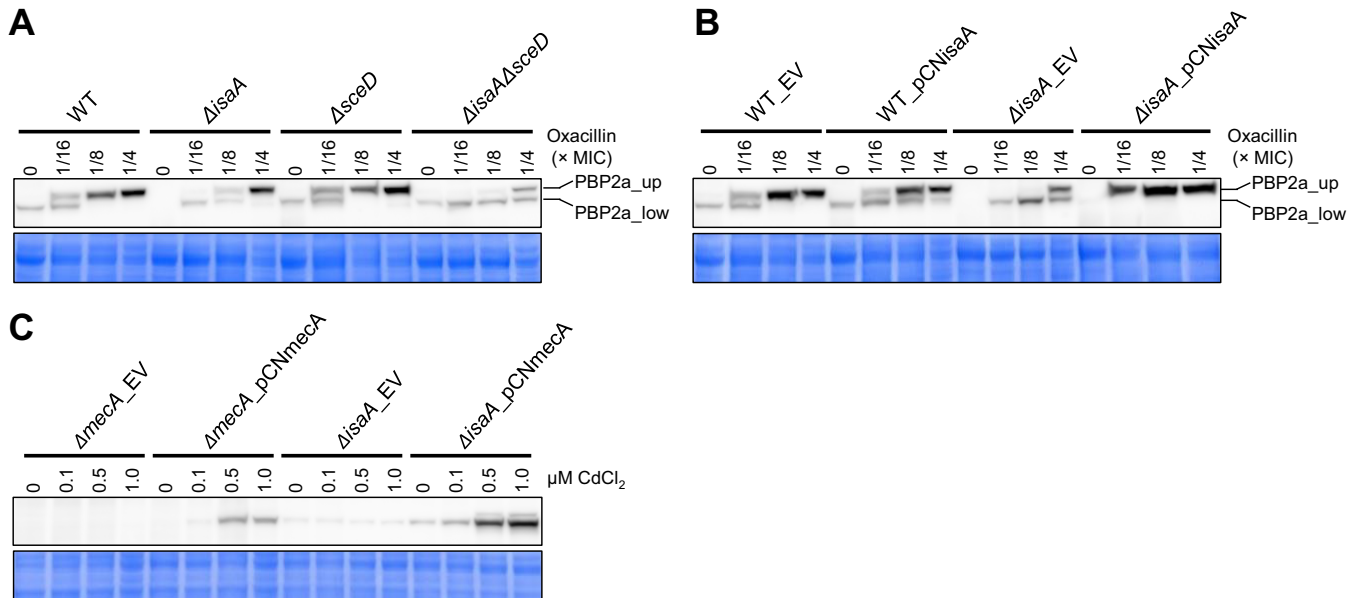 A
WT
ΔisaA
ΔsceD
ΔisaAΔsceD
0 1/16 1/8 1/4 0 1/16 1/8 1/4 0 1/16 1/8 1/4 0 1/16 1/8 1/4
Oxacillin
(× MIC)
PBP2a_up
PBP2a_low
B
WT_EV
WT_pCNisaA
ΔisaA_EV
ΔisaA_pCNisaA
0 1/16 1/8 1/4 0 1/16 1/8 1/4 0 1/16 1/8 1/4 0 1/16 1/8 1/4
Oxacillin
(× MIC)
PBP2a_up
PBP2a_low
C
ΔmecA_EV
ΔmecA_pCNmecA
ΔisaA_EV
ΔisaA_pCNmecA
0 0.1 0.5 1.0 0 0.1 0.5 1.0 0 0.1 0.5 1.0 0 0.1 0.5 1.0
µM CdCl₂